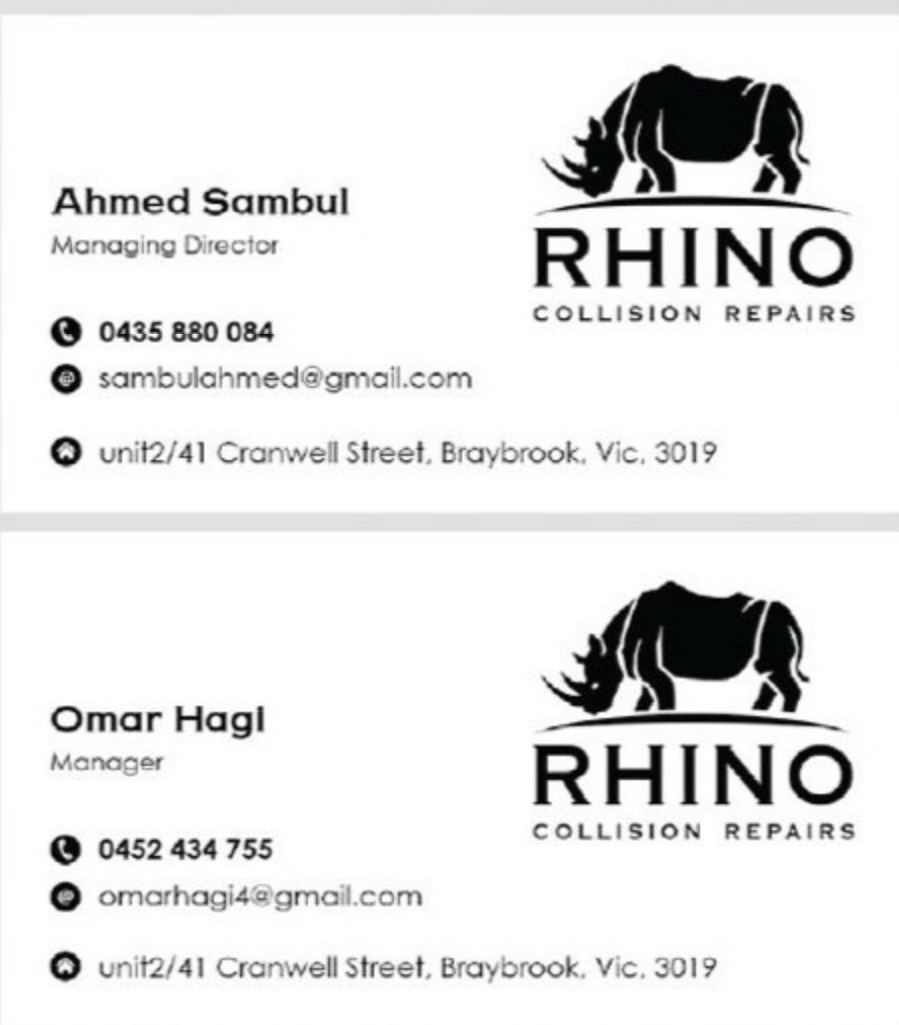 Ahmed Sambul
Managing Director
0435 880 084
sambulahmed@gmail.com
unit2/41 Cranwell Street, Braybrook, Vic, 3019
RHINO
COLLISION REPAIRS
Omar Hagi
Manager
0452 434 755
omarhagi4@gmail.com
unit2/41 Cranwell Street, Braybrook, Vic, 3019
RHINO
COLLISION REPAIRS